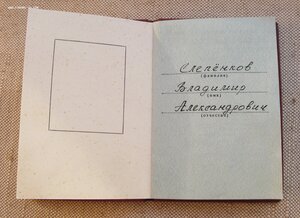 Слепёнков
(фамилия)
Владимир
(имя)
Александрович
(отчество)